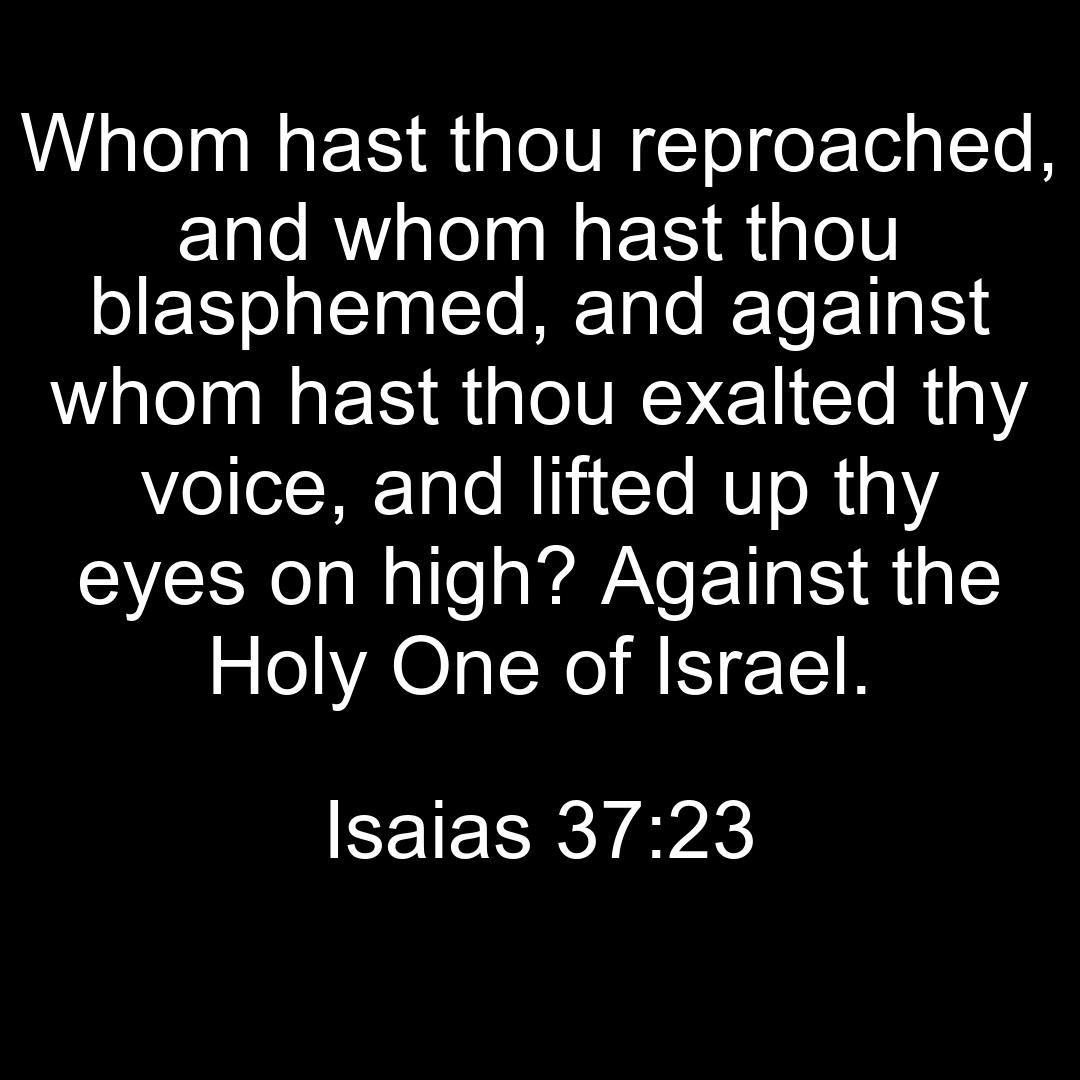 Whom hast thou reproached,
and whom hast thou
blasphemed, and against
whom hast thou exalted thy
voice, and lifted up thy
eyes on high? Against the
Holy One of Israel.
Isaias 37:23